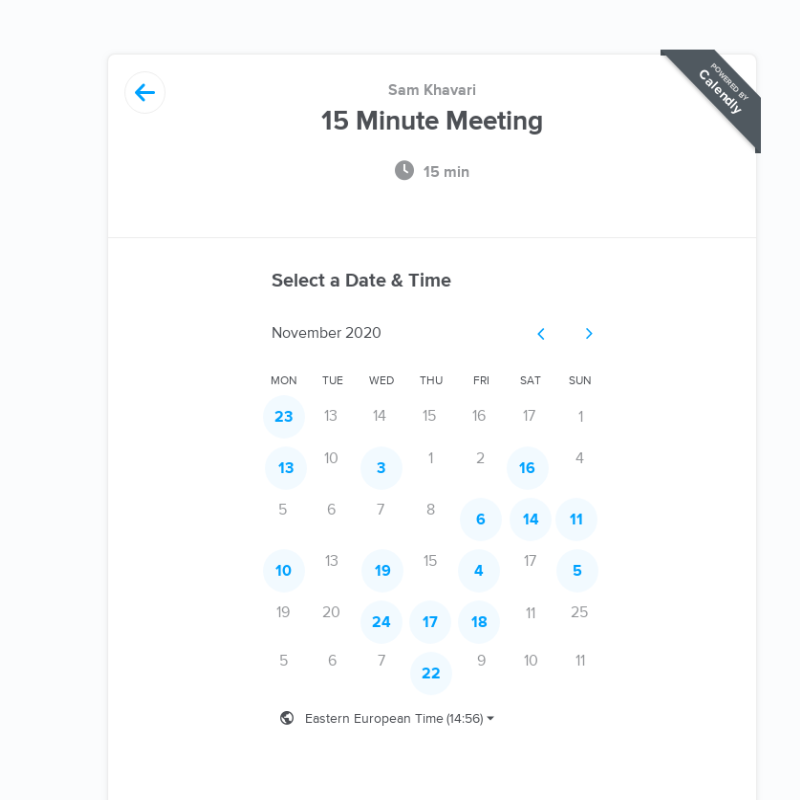 Sam Khavari
POWERED BY
Calendly
15 Minute Meeting
15 min
Select a Date & Time
November 2020
MON TUE WED THU FRI SAT SUN
23 13 14 15 16 17 1
13 10 3 1 2 16 4
5 6 7 8 6 14 11
10 13 19 15 4 17 5
19 20 24 17 18 11 25
5 6 7 22 9 10 11
Eastern European Time (14:56)